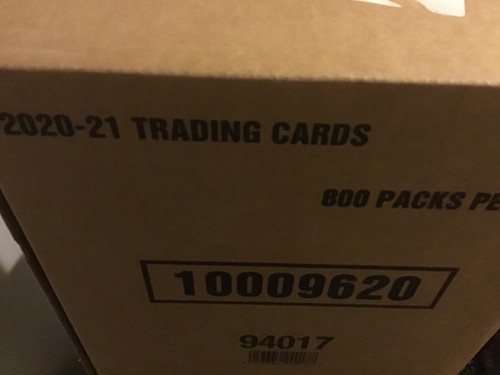 2020-21 TRADING CARDS
800 PACKS PE
10009620
94017